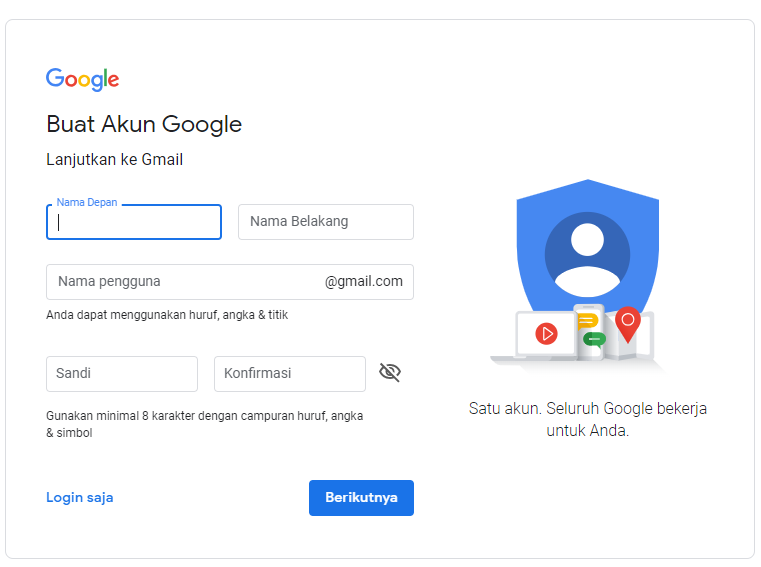 Google
Buat Akun Google
Lanjutkan ke Gmail
Nama Depan
Nama Belakang
Nama pengguna @gmail.com
Anda dapat menggunakan huruf, angka & titik
Sandi
Konfirmasi
Gunakan minimal 8 karakter dengan campuran huruf, angka
& simbol
Login saja
Berikutnya
Satu akun. Seluruh Google bekerja
untuk Anda.